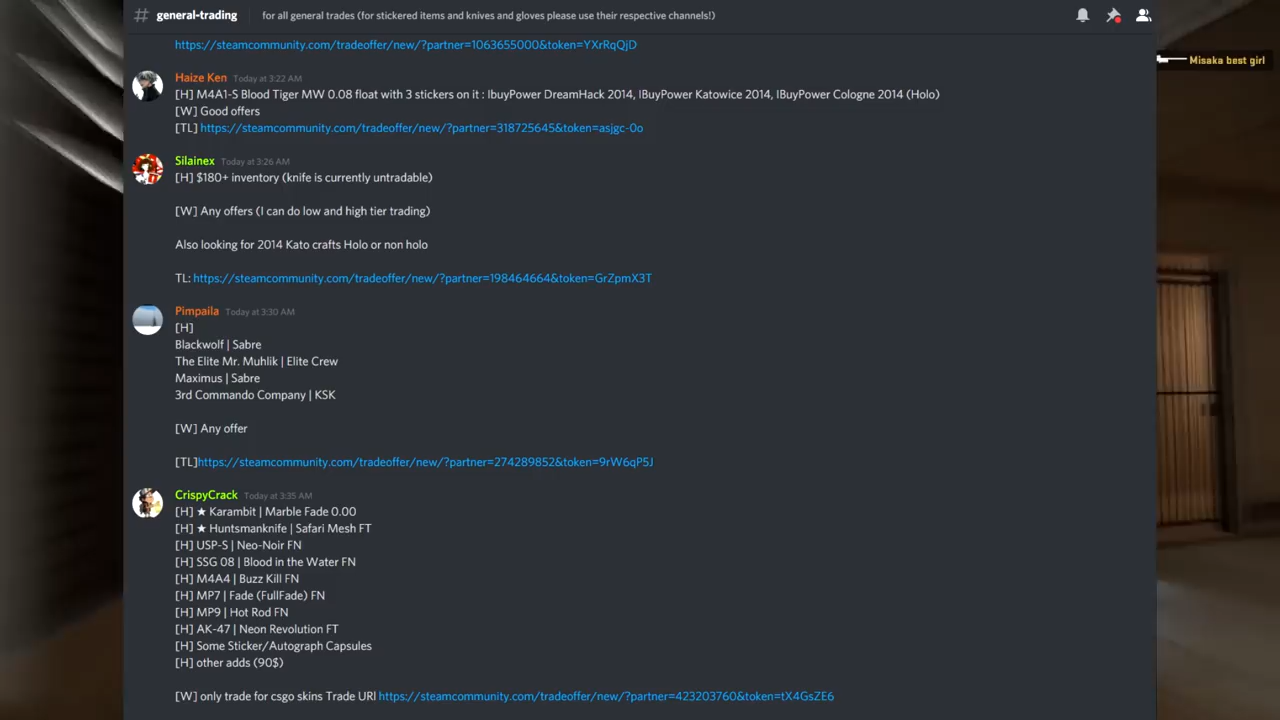 # general-trading for all general trades (for stickered items and knives and gloves please use their respective channels!)
https://steamcommunity.com/tradeoffer/new/?partner=1063655000&token=YXrRqQjD
Misaka best girl
Haize Ken Today at 3:22 AM
[H] M4A1-S Blood Tiger MW 0.08 float with 3 stickers on it : IbuyPower DreamHack 2014, IBuyPower Katowice 2014, IBuyPower Cologne 2014 (Holo)
[W] Good offers
[TL] https://steamcommunity.com/tradeoffer/new/?partner=318725645&token=asjgc-0o
Silainex Today at 3:26 AM
[H] $180+ inventory (knife is currently untradable)
[W] Any offers (I can do low and high tier trading)
Also looking for 2014 Kato crafts Holo or non holo
TL: https://steamcommunity.com/tradeoffer/new/?partner=198464664&token=GrZpmX3T
Pimpaila Today at 3:30 AM
[H]
Blackwolf | Sabre
The Elite Mr. Muhlik | Elite Crew
Maximus | Sabre
3rd Commando Company | KSK
[W] Any offer
[TL]https://steamcommunity.com/tradeoffer/new/?partner=274289852&token=9rW6qP5J
CrispyCrack Today at 3:35 AM
[H] ★ Karambit | Marble Fade 0.00
[H] ★ Huntsmanknife | Safari Mesh FT
[H] USP-S | Neo-Noir FN
[H] SSG 08 | Blood in the Water FN
[H] M4A4 | Buzz Kill FN
[H] MP7 | Fade (FullFade) FN
[H] MP9 | Hot Rod FN
[H] AK-47 | Neon Revolution FT
[H] Some Sticker/Autograph Capsules
[H] other adds (90$)
[W] only trade for csgo skins Trade URl https://steamcommunity.com/tradeoffer/new/?partner=423203760&token=tX4GsZE6